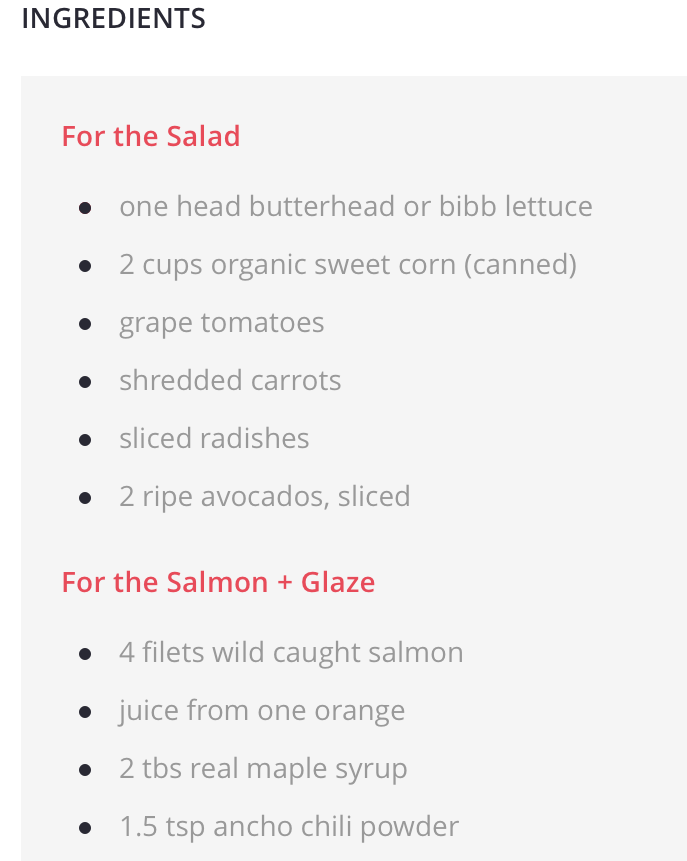 INGREDIENTS
For the Salad
one head butterhead or bibb lettuce
2 cups organic sweet corn (canned)
grape tomatoes
shredded carrots
sliced radishes
2 ripe avocados, sliced
For the Salmon + Glaze
4 filets wild caught salmon
juice from one orange
2 tbs real maple syrup
1.5 tsp ancho chili powder